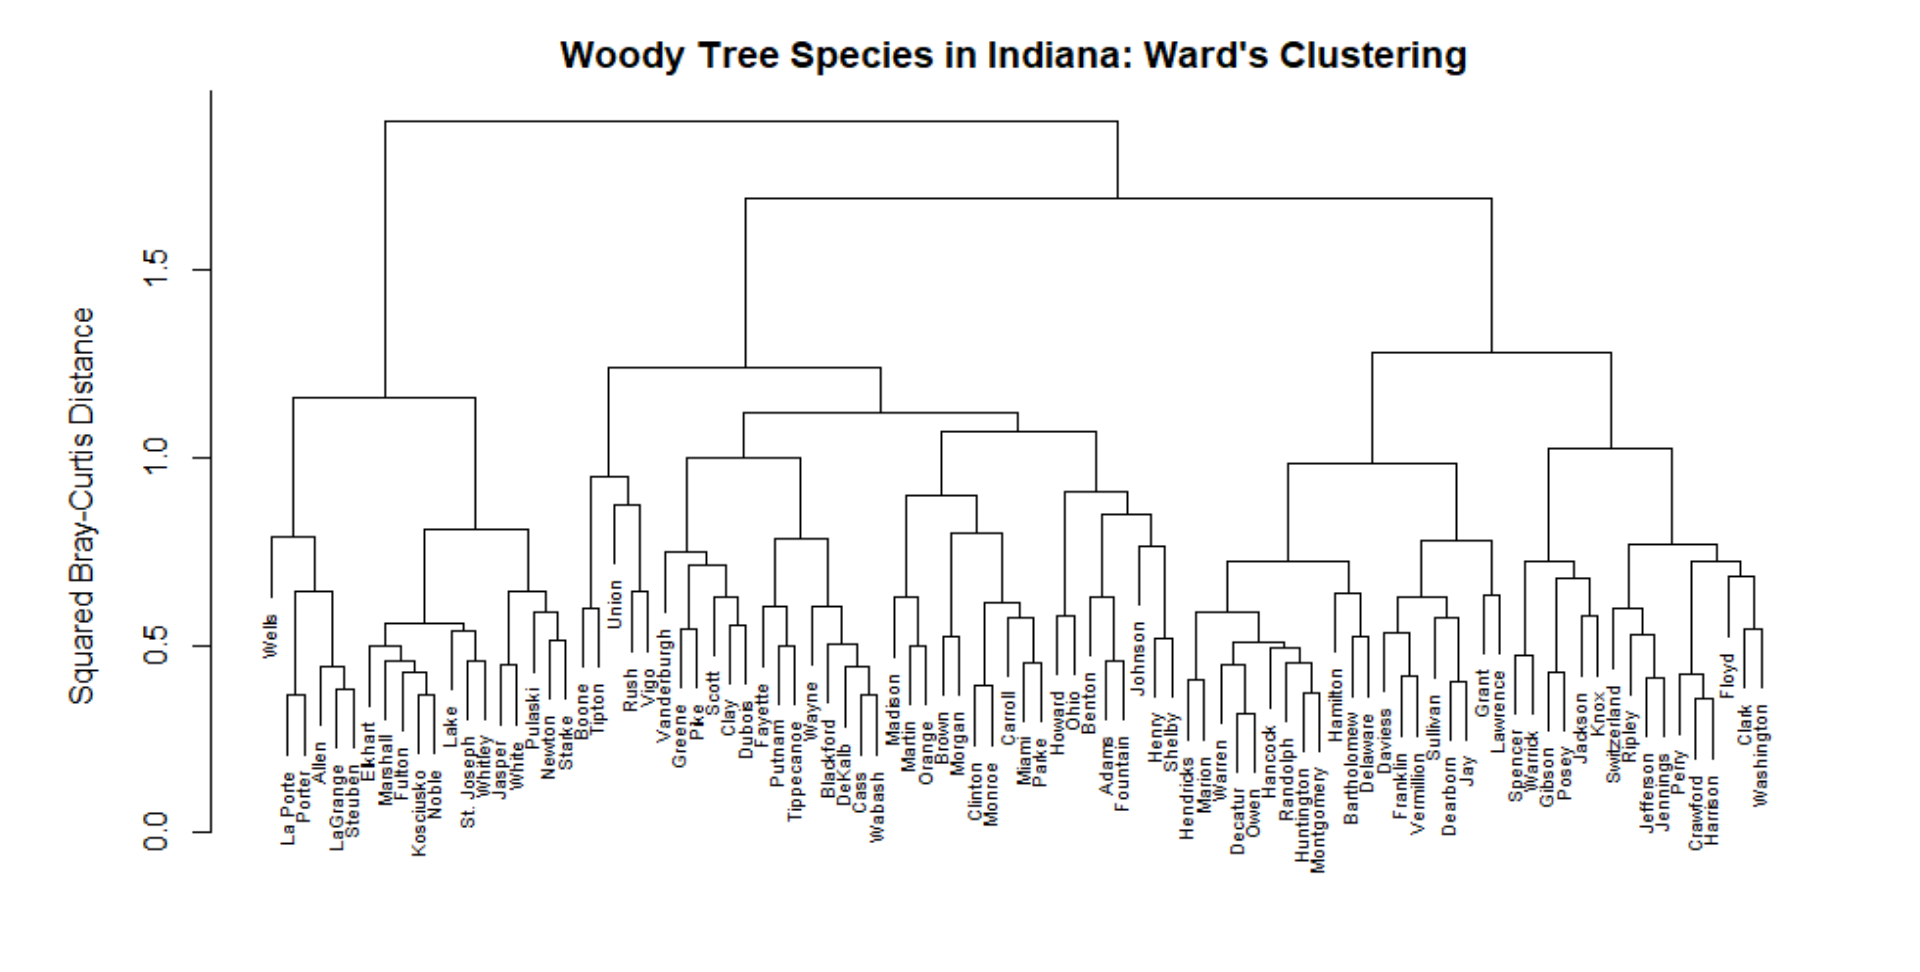 Woody Tree Species in Indiana: Ward's Clustering
Squared Bray-Curtis Distance
1.5
1.0
0.5
0.0
Wells
La Porte
Porter
Allen
LaGrange
Steuben
Elkhart
Marshall
Fulton
Kosciusko
Noble
Lake
St. Joseph
Whitley
Jasper
White
Pulaski
Newton
Starke
Boone
Tipton
Union
Rush
Vigo
Vanderburgh
Greene
Pike
Scott
Clay
Dubois
Fayette
Putnam
Tippecanoe
Wayne
Blackford
DeKalb
Cass
Wabash
Madison
Martin
Orange
Brown
Morgan
Clinton
Monroe
Carroll
Miami
Parke
Howard
Ohio
Benton
Adams
Fountain
Johnson
Henry
Shelby
Hendricks
Marion
Warren
Decatur
Owen
Hancock
Randolph
Huntington
Montgomery
Hamilton
Bartholomew
Delaware
Daviess
Franklin
Vermillion
Sullivan
Dearborn
Jay
Grant
Lawrence
Spencer
Warrick
Gibson
Posey
Jackson
Knox
Switzerland
Ripley
Jefferson
Jennings
Perry
Crawford
Harrison
Floyd
Clark
Washington